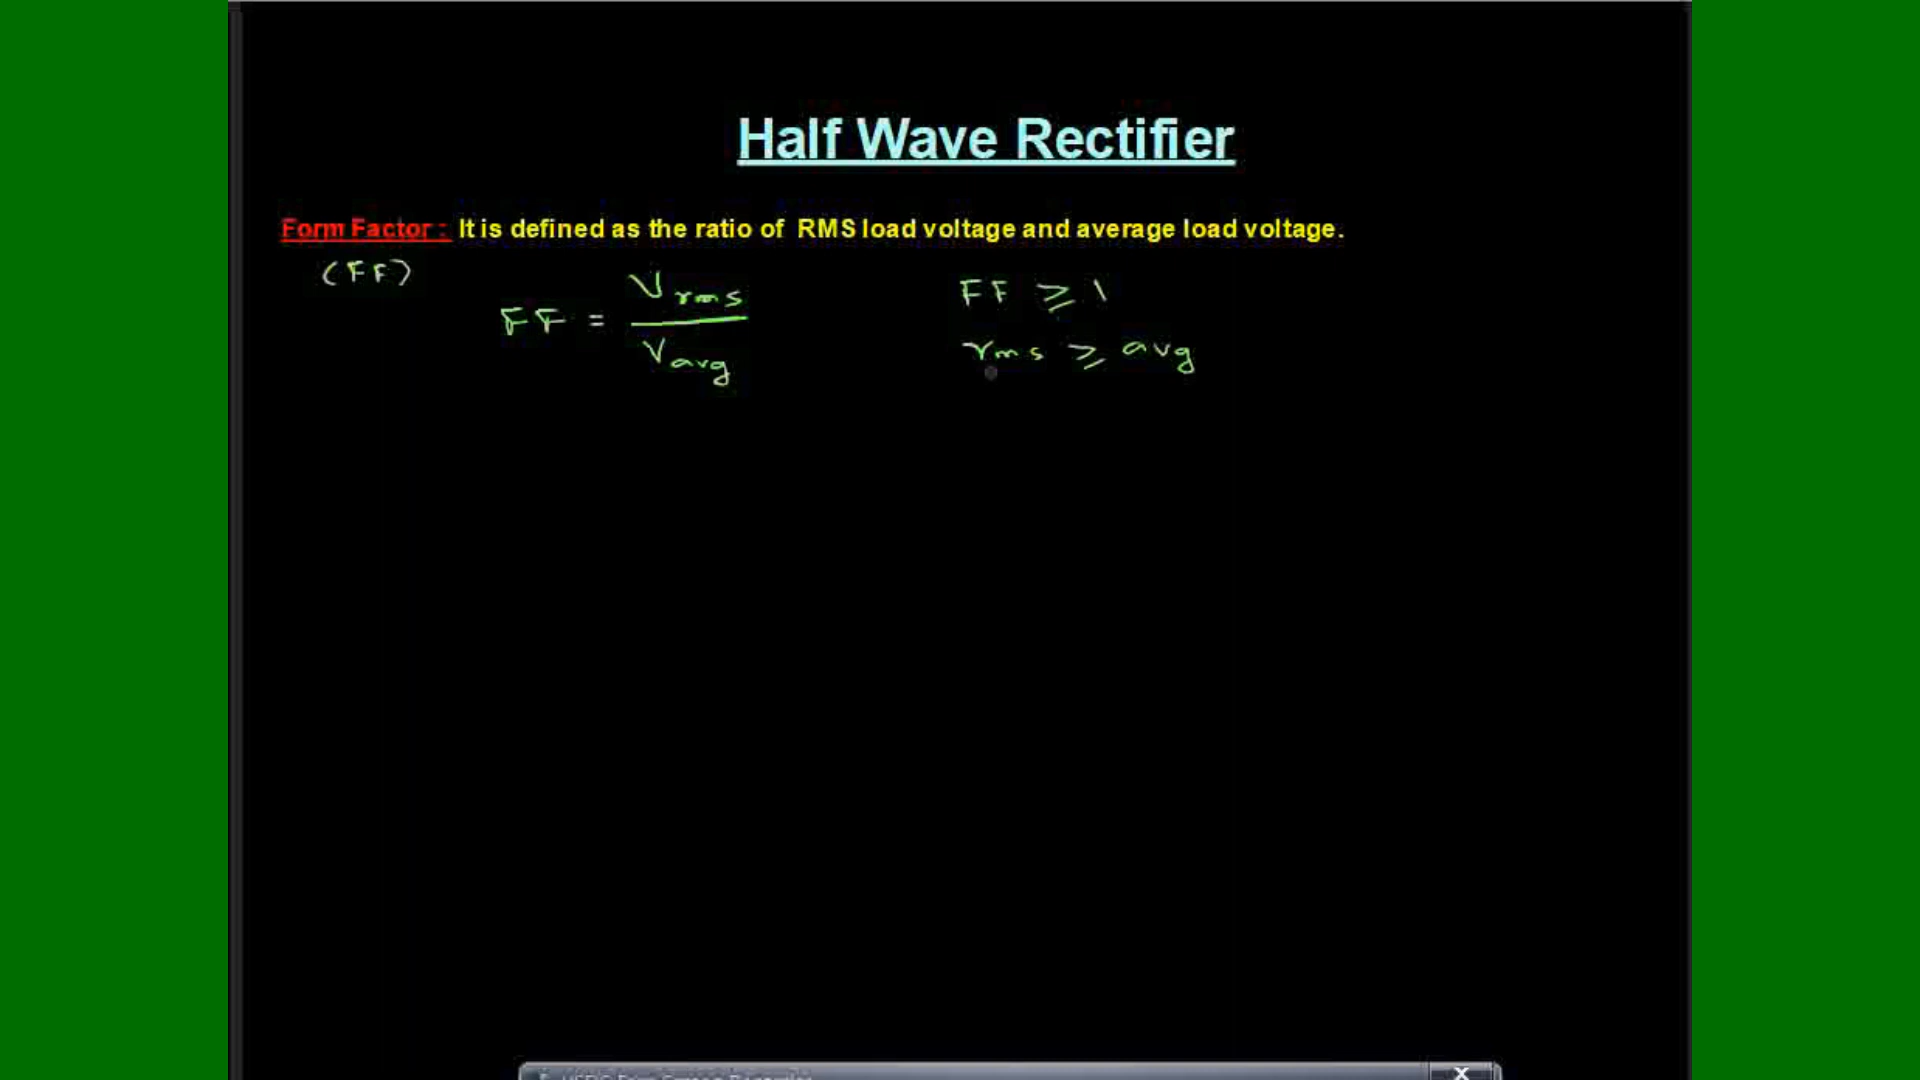 Half Wave Rectifier
Form Factor : It is defined as the ratio of RMS load voltage and average load voltage.
(FF)
FF = Vrms / Vavg
FF ≥ 1
rms ≥ avg